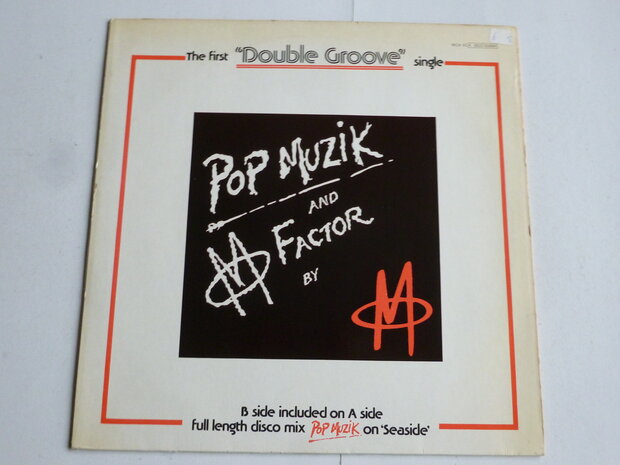 The first "Double Groove" single
POP MUZIK
AND
M FACTOR
BY
M
B side included on A side
full length disco mix POP MUZIK on 'Seaside'